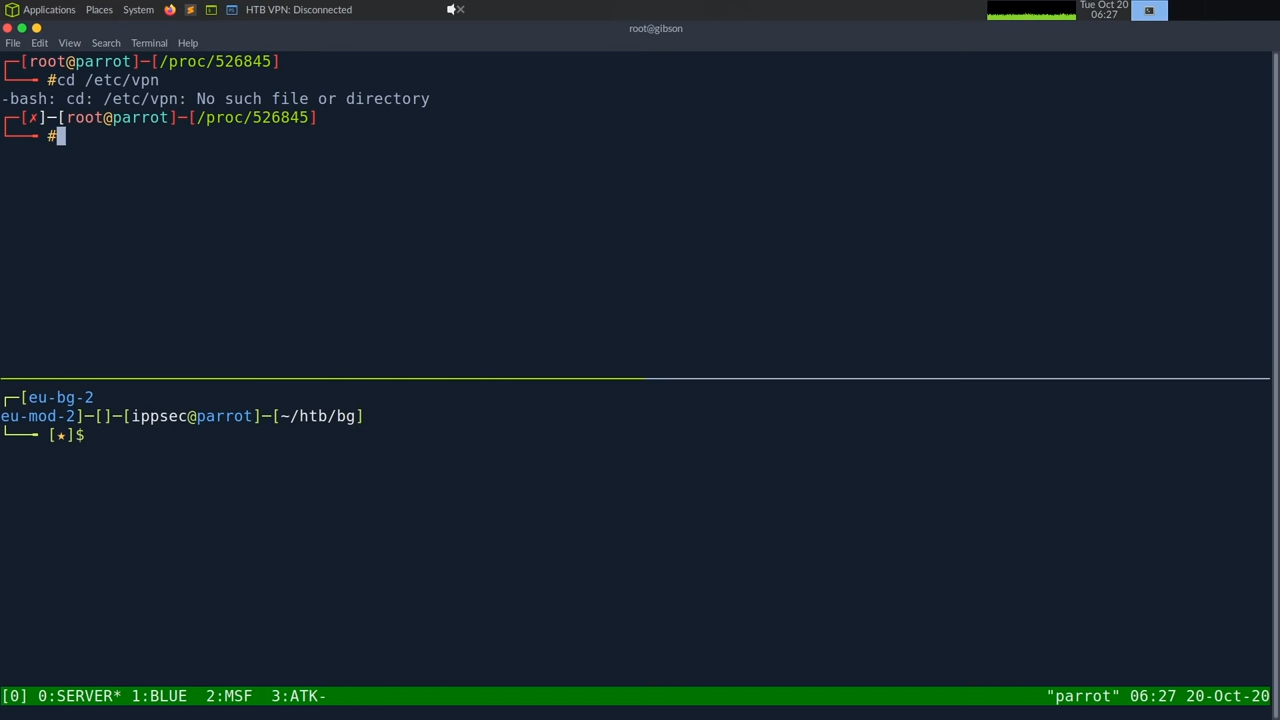 Applications Places System HTB VPN: Disconnected Tue Oct 20
06:27
root@gibson
File Edit View Search Terminal Help
┌─[root@parrot]─[/proc/526845]
└──╼ #cd /etc/vpn
-bash: cd: /etc/vpn: No such file or directory
┌─[✗]─[root@parrot]─[/proc/526845]
└──╼ #
┌─[eu-bg-2
eu-mod-2]─[]─[ippsec@parrot]─[~/htb/bg]
└──╼ [★]$
[0] 0:SERVER* 1:BLUE 2:MSF 3:ATK- "parrot" 06:27 20-Oct-20